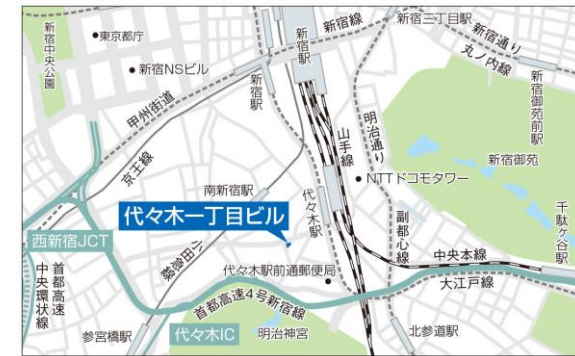 新宿中央公園
東京都庁
新宿NSビル
甲州街道
京王線
新宿駅
新宿駅
新宿線
新宿三丁目駅
新宿通り
丸ノ内線
新宿御苑前駅
新宿御苑
明治通り
山手線
NTTドコモタワー
南新宿駅
代々木一丁目ビル
代々木駅
小田急線
副都心線
千駄ヶ谷駅
西新宿JCT
首都高速
中央環状線
代々木駅前通郵便局
中央本線
大江戸線
首都高速4号新宿線
参宮橋駅
代々木IC
明治神宮
北参道駅